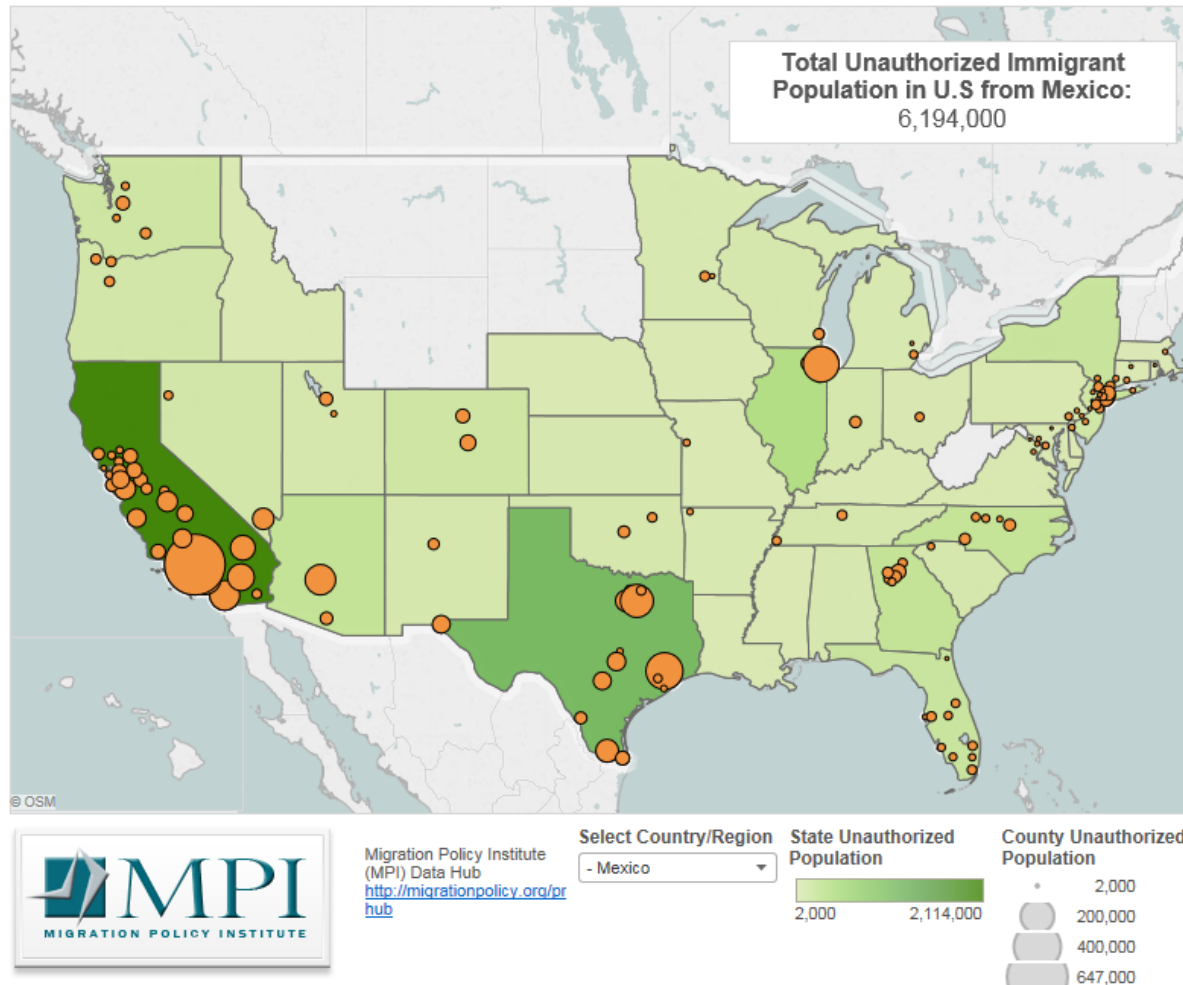 Total Unauthorized Immigrant
Population in U.S from Mexico:
6,194,000
© OSM
MPI
MIGRATION POLICY INSTITUTE
Migration Policy Institute
(MPI) Data Hub
http://migrationpolicy.org/pr
hub
Select Country/Region
- Mexico
State Unauthorized
Population
2,000 2,114,000
County Unauthorized
Population
2,000
200,000
400,000
647,000